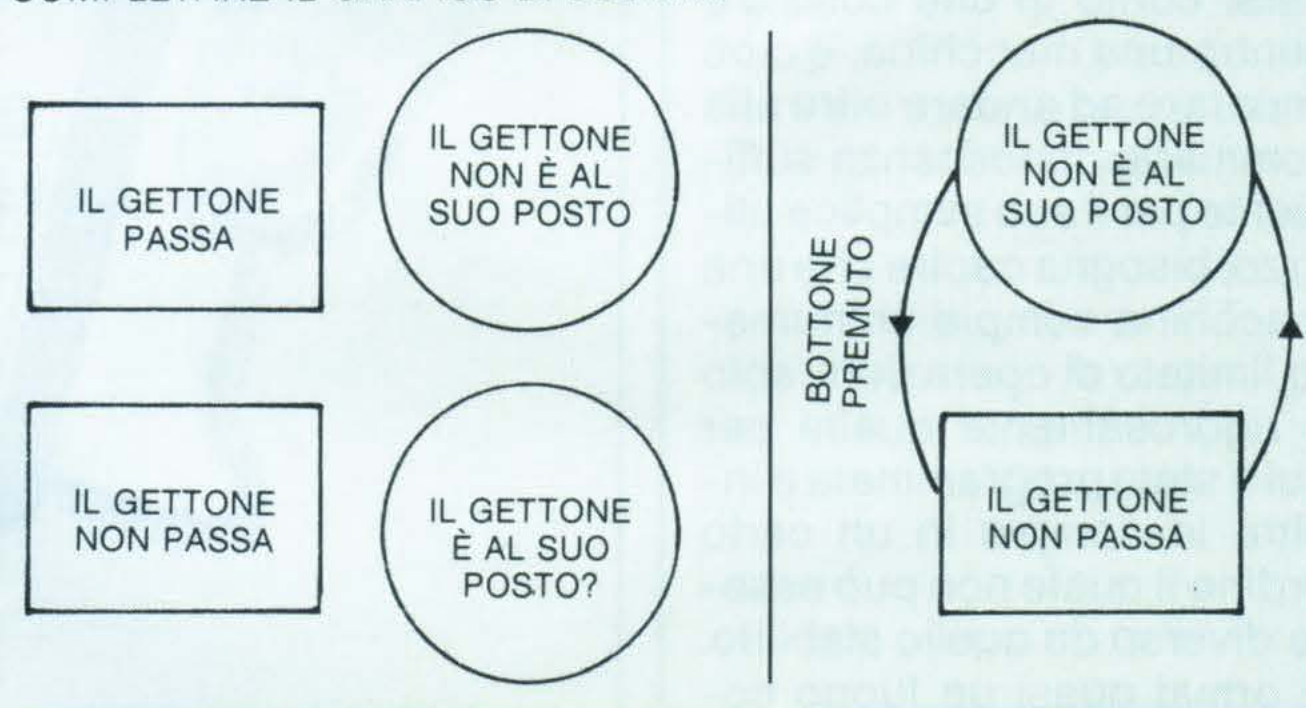 IL GETTONE
PASSA
IL GETTONE
NON È AL
SUO POSTO
IL GETTONE
NON PASSA
IL GETTONE
È AL SUO
POSTO?
IL GETTONE
NON È AL
SUO POSTO
BOTTONE
PREMUTO
IL GETTONE
NON PASSA